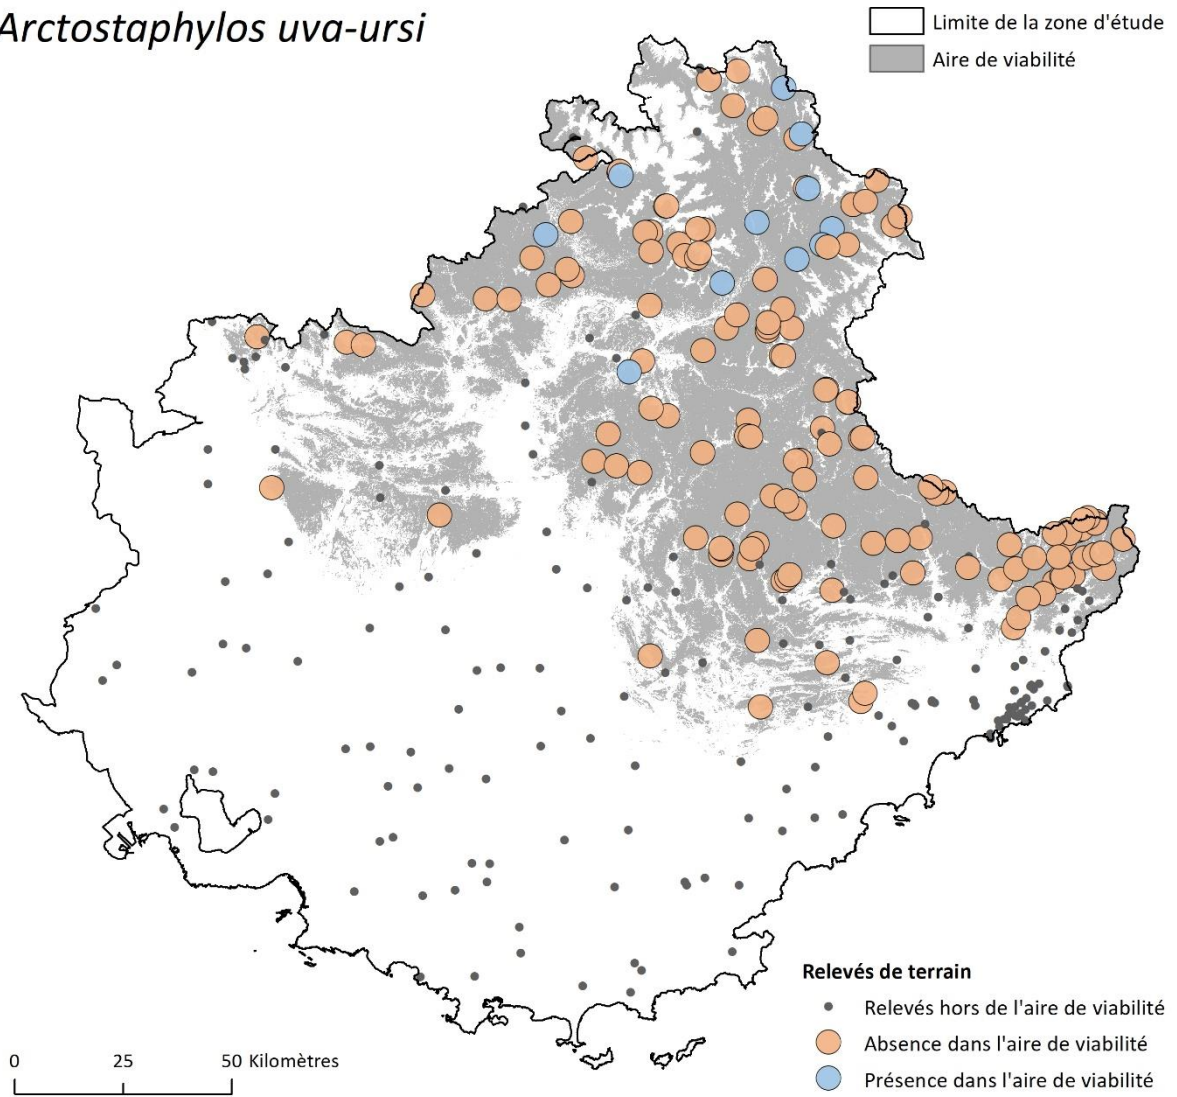 Arctostaphylos uva-ursi
Limite de la zone d'étude
Aire de viabilité
Relevés de terrain
Relevés hors de l'aire de viabilité
Absence dans l'aire de viabilité
Présence dans l'aire de viabilité
0 25 50 Kilomètres